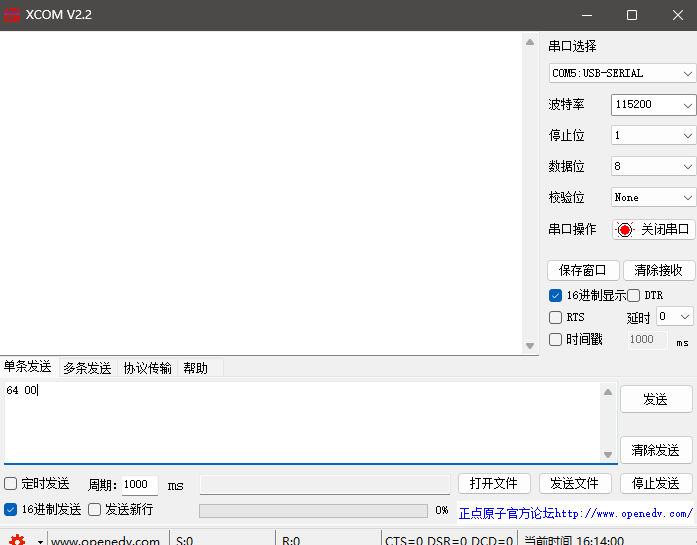 XCOM V2.2
串口选择
COM5:USB-SERIAL
波特率 115200
停止位 1
数据位 8
校验位 None
串口操作 关闭串口
保存窗口 清除接收
16进制显示 DTR
RTS 延时 0
时间戳 1000 ms
单条发送 多条发送 协议传输 帮助
64 00
发送
清除发送
定时发送 周期: 1000 ms 打开文件 发送文件 停止发送
16进制发送 发送新行 0% 正点原子官方论坛http://www.openedv.com/
www.openedv.com S:0 R:0 CTS=0 DSR=0 DCD=0 当前时间 16:14:00